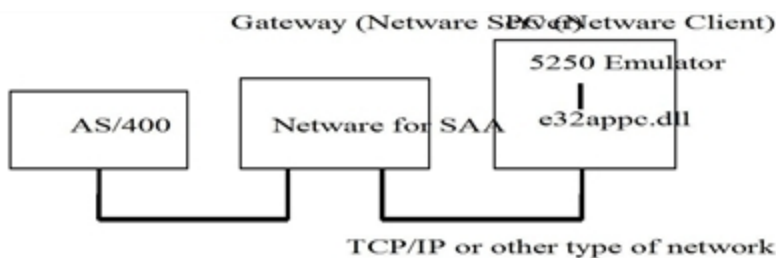 Gateway (Netware Server)
PC (Netware Client)
5250 Emulator
e32appc.dll
AS/400
Netware for SAA
TCP/IP or other type of network